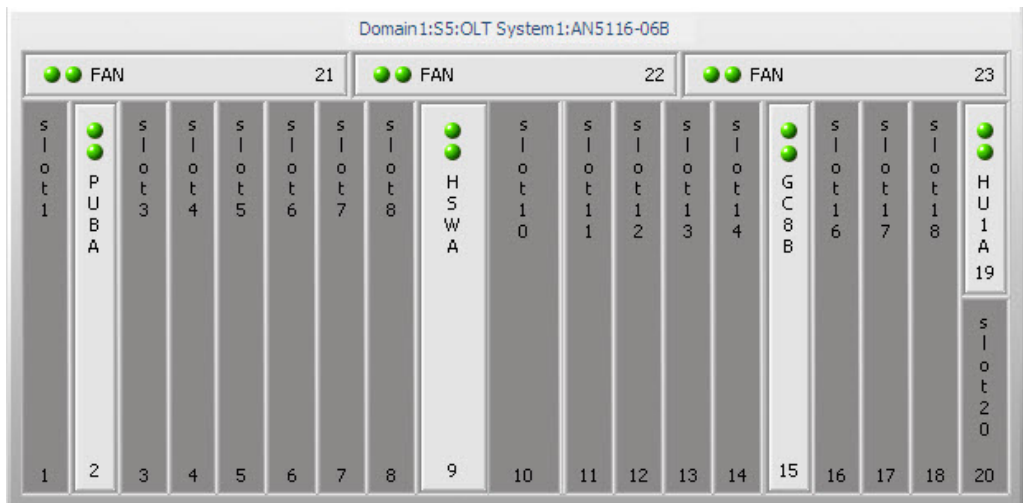 Domain1:S5:OLT System1:AN5116-06B
FAN 21
FAN 22
FAN 23
slot1
PUBA
slot3
slot4
slot5
slot6
slot7
slot8
HSWA
slot10
slot11
slot12
slot13
slot14
GC8B
slot16
slot17
slot18
HU1A
19
slot20
1 2 3 4 5 6 7 8 9 10 11 12 13 14 15 16 17 18 20